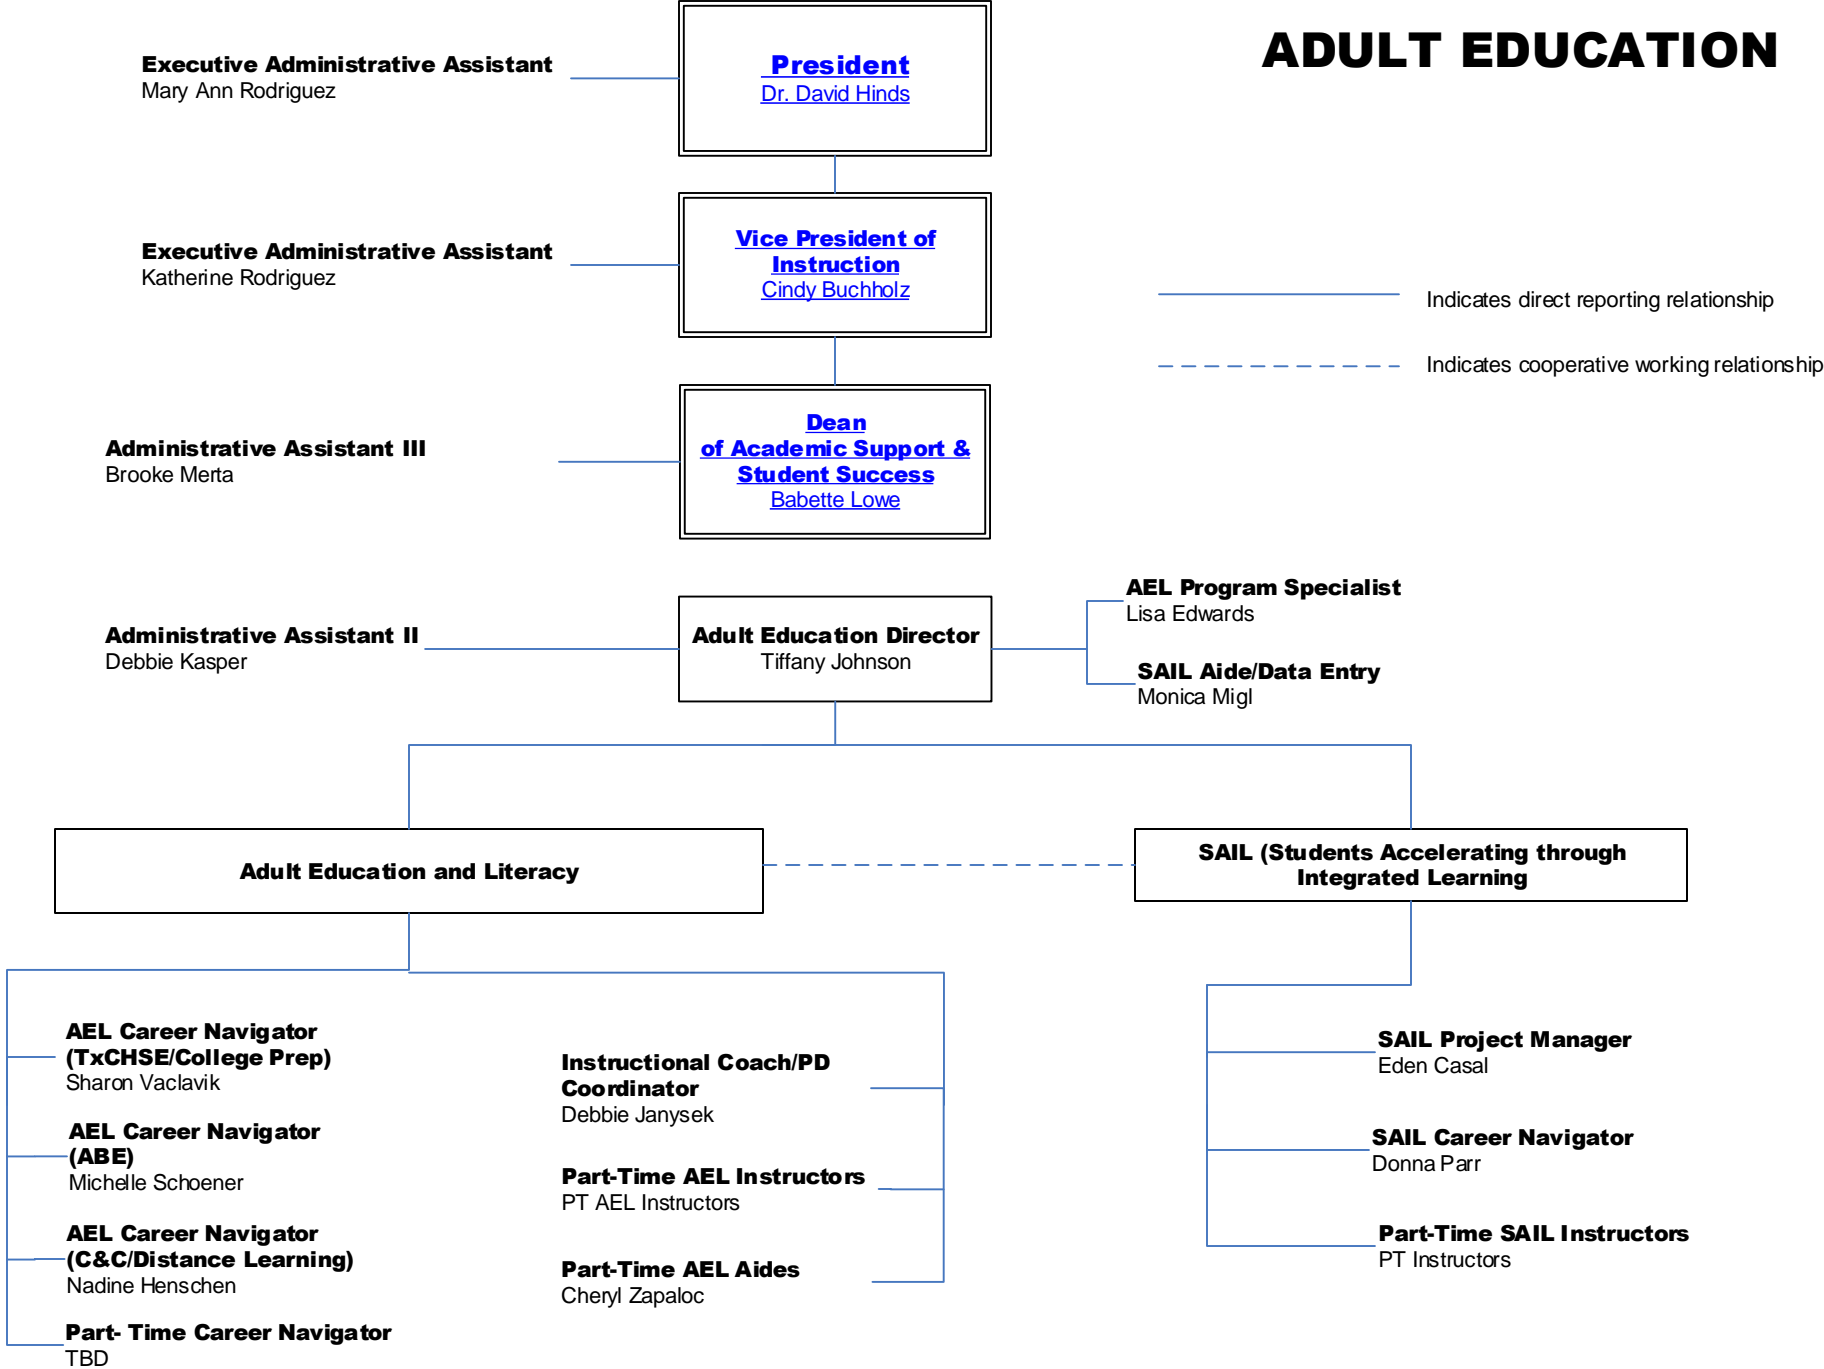 ADULT EDUCATION
Executive Administrative Assistant
Mary Ann Rodriguez
President
Dr. David Hinds
Executive Administrative Assistant
Katherine Rodriguez
Vice President of
Instruction
Cindy Buchholz
Indicates direct reporting relationship
Indicates cooperative working relationship
Administrative Assistant III
Brooke Merta
Dean
of Academic Support &
Student Success
Babette Lowe
Administrative Assistant II
Debbie Kasper
Adult Education Director
Tiffany Johnson
AEL Program Specialist
Lisa Edwards
SAIL Aide/Data Entry
Monica Migl
Adult Education and Literacy
SAIL (Students Accelerating through
Integrated Learning
AEL Career Navigator
(TxCHSE/College Prep)
Sharon Vaclavik
AEL Career Navigator
(ABE)
Michelle Schoener
AEL Career Navigator
(C&C/Distance Learning)
Nadine Henschen
Part- Time Career Navigator
TBD
Instructional Coach/PD
Coordinator
Debbie Janysek
Part-Time AEL Instructors
PT AEL Instructors
Part-Time AEL Aides
Cheryl Zapaloc
SAIL Project Manager
Eden Casal
SAIL Career Navigator
Donna Parr
Part-Time SAIL Instructors
PT Instructors